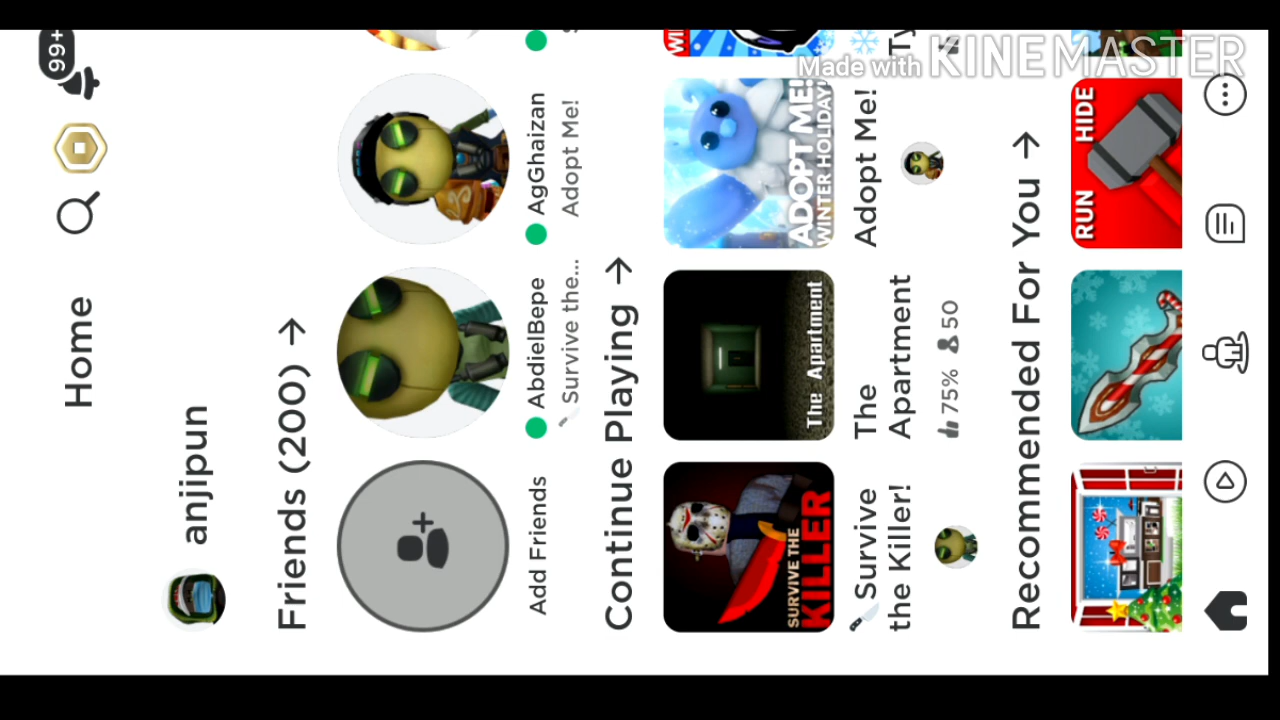 Made with KINEMASTER
Home
99+
anjipun
Friends (200) →
Add Friends
AbdielBepe
Survive the...
AgGhaizan
Adopt Me!
Continue Playing →
SURVIVE THE
KILLER
🔪 Survive
the Killer!
The Apartment
The
Apartment
75% 50
ADOPT ME!
WINTER HOLIDAY!
Adopt Me!
Ty
Recommended For You →
RUN HIDE